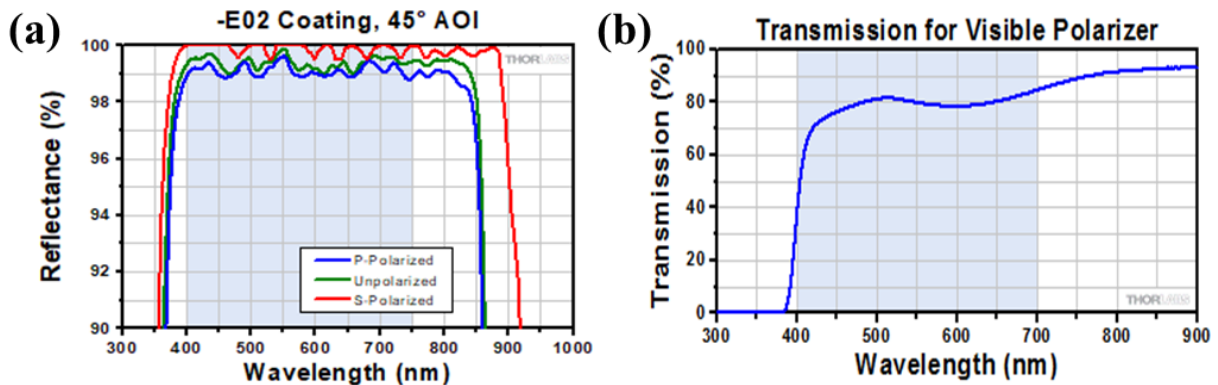 (a)
-E02 Coating, 45° AOI
100
98
96
94
92
90
Reflectance (%)
THORLABS
P-Polarized
Unpolarized
S-Polarized
300 400 500 600 700 800 900 1000
Wavelength (nm)
(b)
Transmission for Visible Polarizer
100
80
60
40
20
0
Transmission (%)
THORLABS
300 400 500 600 700 800 900
Wavelength (nm)